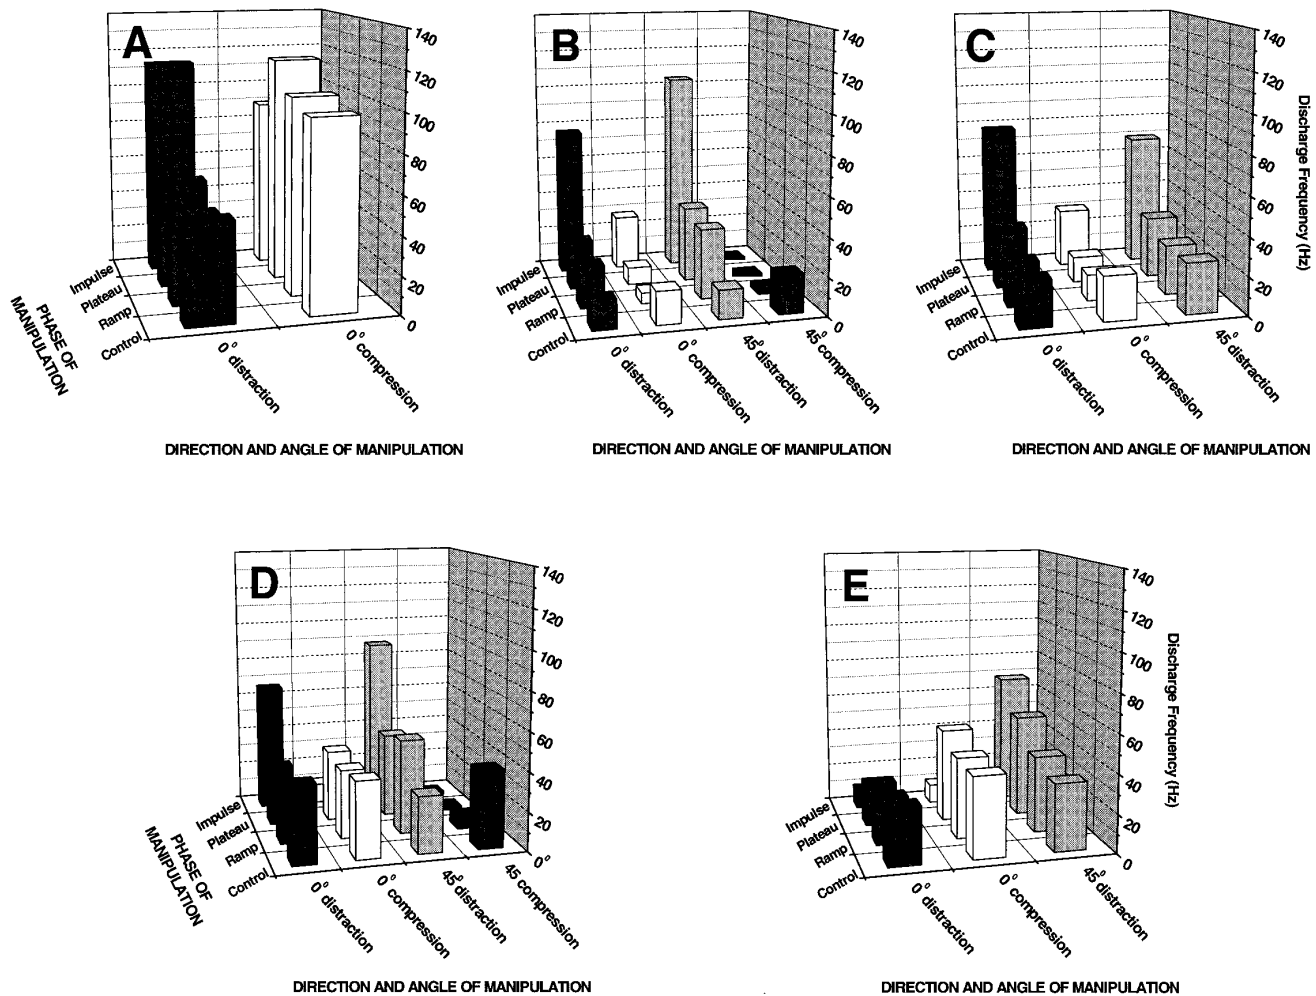 A
140
120
100
80
60
40
20
0
Impulse
Plateau
Ramp
Control
PHASE OF
MANIPULATION
0° distraction
0° compression
DIRECTION AND ANGLE OF MANIPULATION
B
140
120
100
80
60
40
20
0
Impulse
Plateau
Ramp
Control
0° distraction
0° compression
45° distraction
45° compression
DIRECTION AND ANGLE OF MANIPULATION
C
140
120
100
80
60
40
20
0
Discharge Frequency (Hz)
Impulse
Plateau
Ramp
Control
0° distraction
0° compression
45° distraction
DIRECTION AND ANGLE OF MANIPULATION
D
140
120
100
80
60
40
20
0°
Impulse
Plateau
Ramp
Control
PHASE OF
MANIPULATION
0° distraction
0° compression
45° distraction
45 compression
DIRECTION AND ANGLE OF MANIPULATION
E
140
120
100
80
60
40
20
0
Discharge Frequency (Hz)
Impulse
Plateau
Ramp
Control
0° distraction
0° compression
45° distraction
DIRECTION AND ANGLE OF MANIPULATION